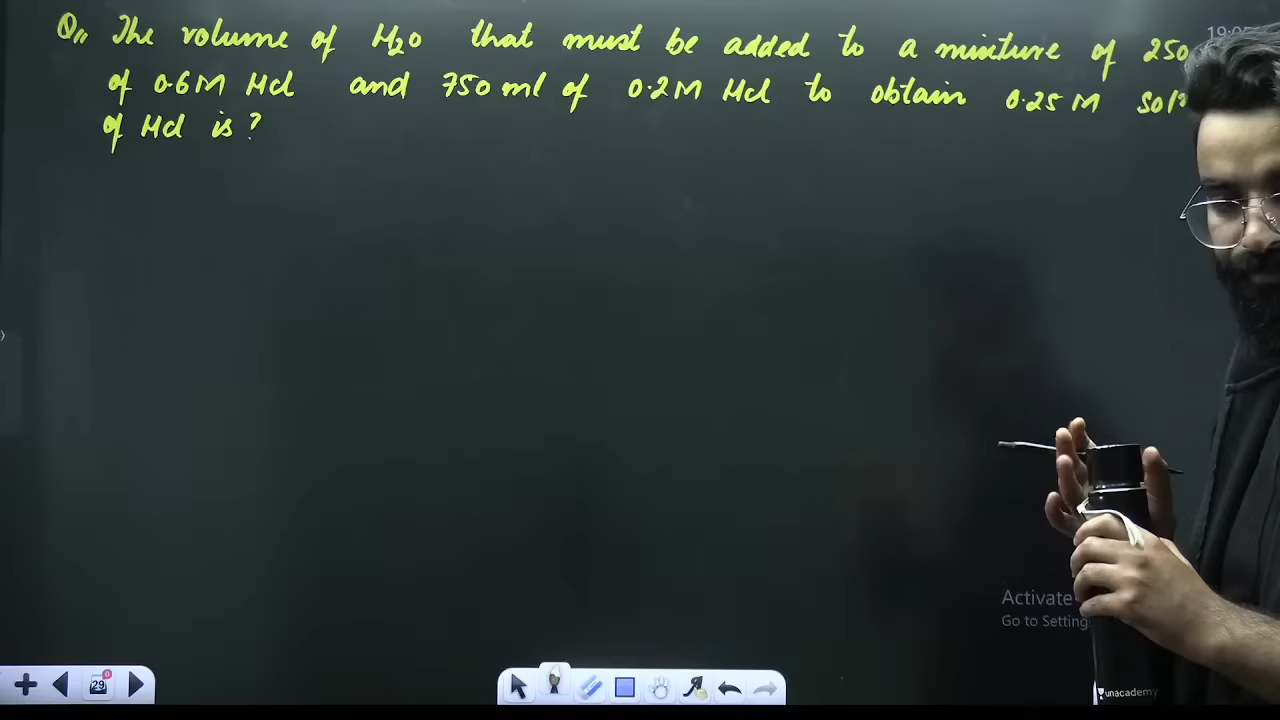 Q,, The volume of H2O that must be added to a mixture of 250
of 0.6M Hcl and 750 ml of 0.2M Hcl to obtain 0.25 M
of Hcl is ?
Activate
Go to Setting
29
unacademy